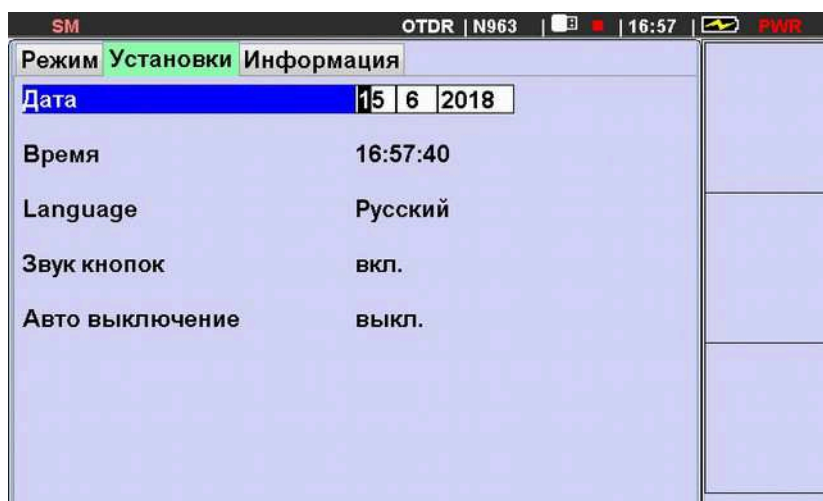 SM OTDR | N963 | | 16:57 | PWR
Режим Установки Информация
Дата 15 6 2018
Время 16:57:40
Language Русский
Звук кнопок вкл.
Авто выключение выкл.